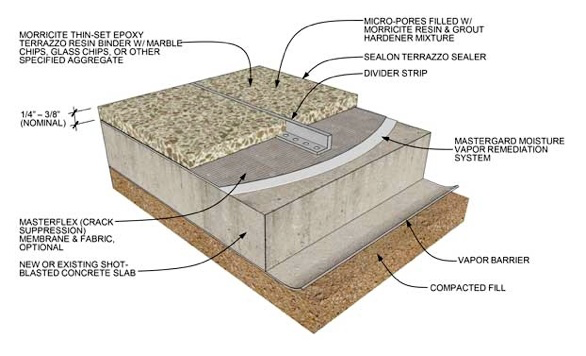 MORRICITE THIN-SET EPOXY
TERRAZZO RESIN BINDER W/ MARBLE
CHIPS, GLASS CHIPS, OR OTHER
SPECIFIED AGGREGATE
MICRO-PORES FILLED W/
MORRICITE RESIN & GROUT
HARDENER MIXTURE
SEALON TERRAZZO SEALER
DIVIDER STRIP
1/4" – 3/8"
(NOMINAL)
MASTERGARD MOISTURE
VAPOR REMEDIATION
SYSTEM
MASTERFLEX (CRACK
SUPPRESSION)
MEMBRANE & FABRIC,
OPTIONAL
NEW OR EXISTING SHOT-
BLASTED CONCRETE SLAB
VAPOR BARRIER
COMPACTED FILL